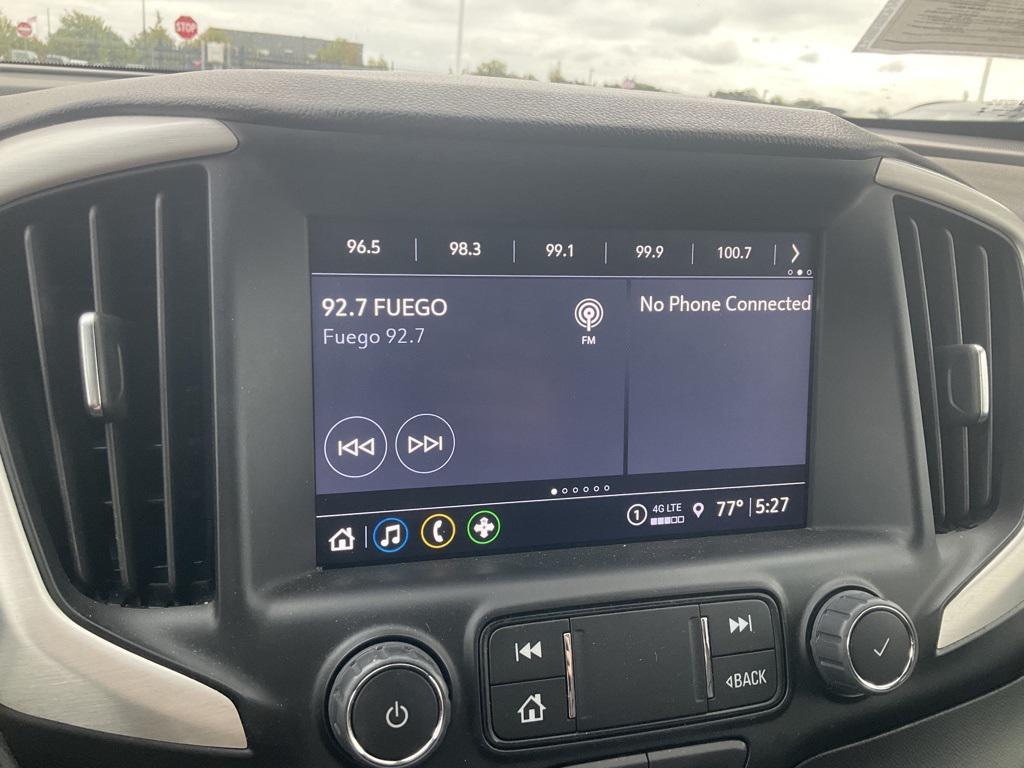 STOP
96.5 98.3 99.1 99.9 100.7
92.7 FUEGO
Fuego 92.7
FM
No Phone Connected
1 4G LTE 77° 5:27
BACK